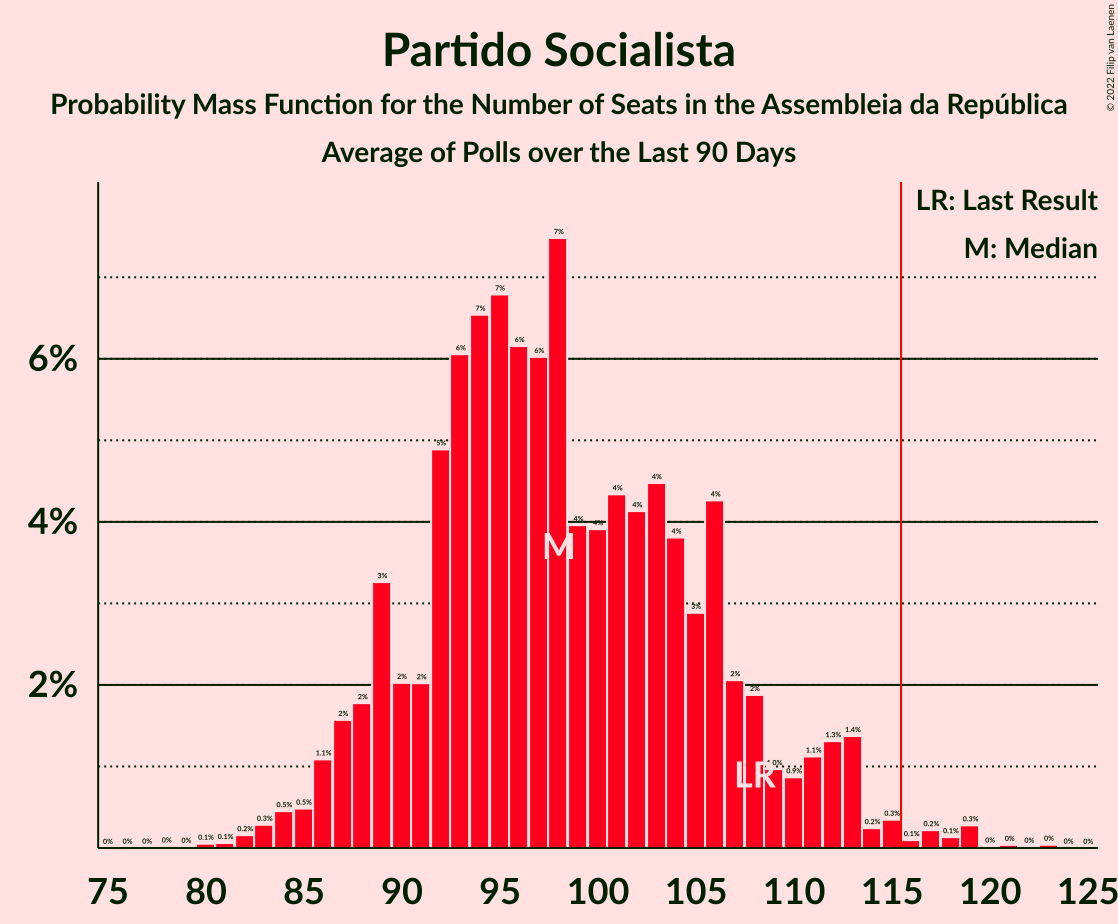 Partido Socialista
Probability Mass Function for the Number of Seats in the Assembleia da República
Average of Polls over the Last 90 Days
© 2022 Filip van Laenen
LR: Last Result
M: Median
6%
4%
2%
0% 0% 0% 0% 0% 0.1% 0.1% 0.2% 0.3% 0.5% 0.5% 1.1% 2% 2% 3% 2% 2% 5% 6% 7% 7% 6% 6% 7% 4% 4% 4% 4% 4% 4% 3% 4% 2% 2% 1.0% 0.9% 1.1% 1.3% 1.4% 0.2% 0.3% 0.1% 0.2% 0.1% 0.3% 0% 0% 0% 0% 0% 0%
M
LR
75 80 85 90 95 100 105 110 115 120 125